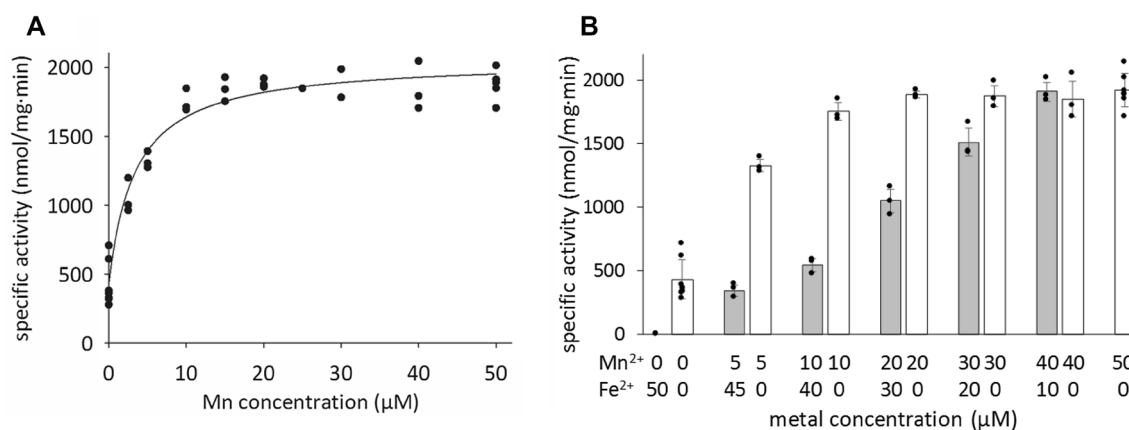 A
specific activity (nmol/mg·min)
2000
1500
1000
500
0
0 10 20 30 40 50
Mn concentration (µM)
B
specific activity (nmol/mg·min)
2000
1500
1000
500
0
Mn²⁺ 0 0 5 5 10 10 20 20 30 30 40 40 50
Fe²⁺ 50 0 45 0 40 0 30 0 20 0 10 0 0
metal concentration (µM)